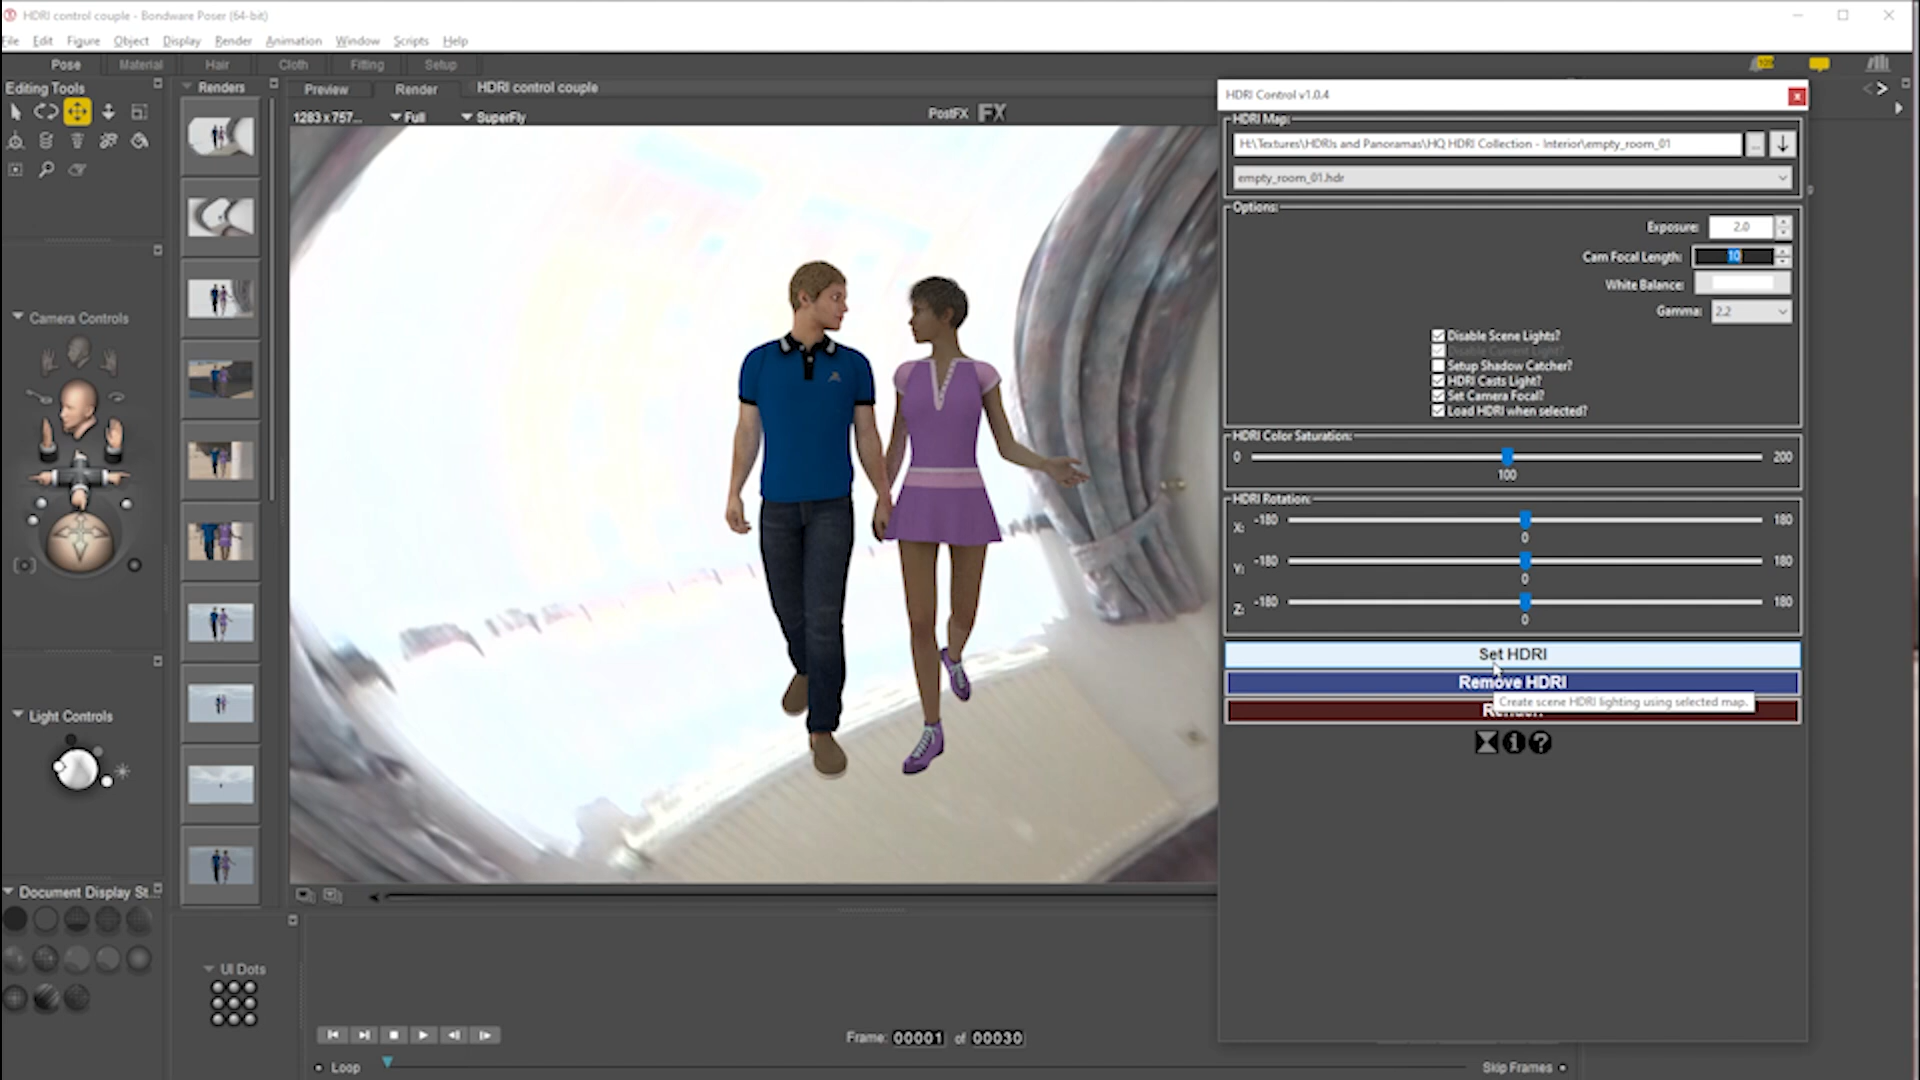 HDRI control couple - Bondware Poser (64-bit)
File Edit Figure Object Display Render Animation Window Scripts Help
Pose Material Hair Cloth Fitting Setup
Editing Tools
Renders
Preview Render HDRI control couple
1283 x 757... Full SuperFly PostFX FX
Camera Controls
Light Controls
Document Display St...
UI Dots
Frame: 00001 of 00030
Loop
Skip Frames
HDRI Control v1.0.4
HDRI Map:
H:\Textures\HDRIs and Panoramas\HQ HDRI Collection - Interior\empty_room_01
...
empty_room_01.hdr
Options:
Exposure: 2.0
Cam Focal Length: 10
White Balance:
Gamma: 2.2
Disable Scene Lights?
Disable Current Light?
Setup Shadow Catcher?
HDRI Casts Light?
Set Camera Focal?
Load HDRI when selected?
HDRI Color Saturation:
0 200
100
HDRI Rotation:
X: -180 180
0
Y: -180 180
0
Z: -180 180
0
Set HDRI
Remove HDRI
Create scene HDRI lighting using selected map.